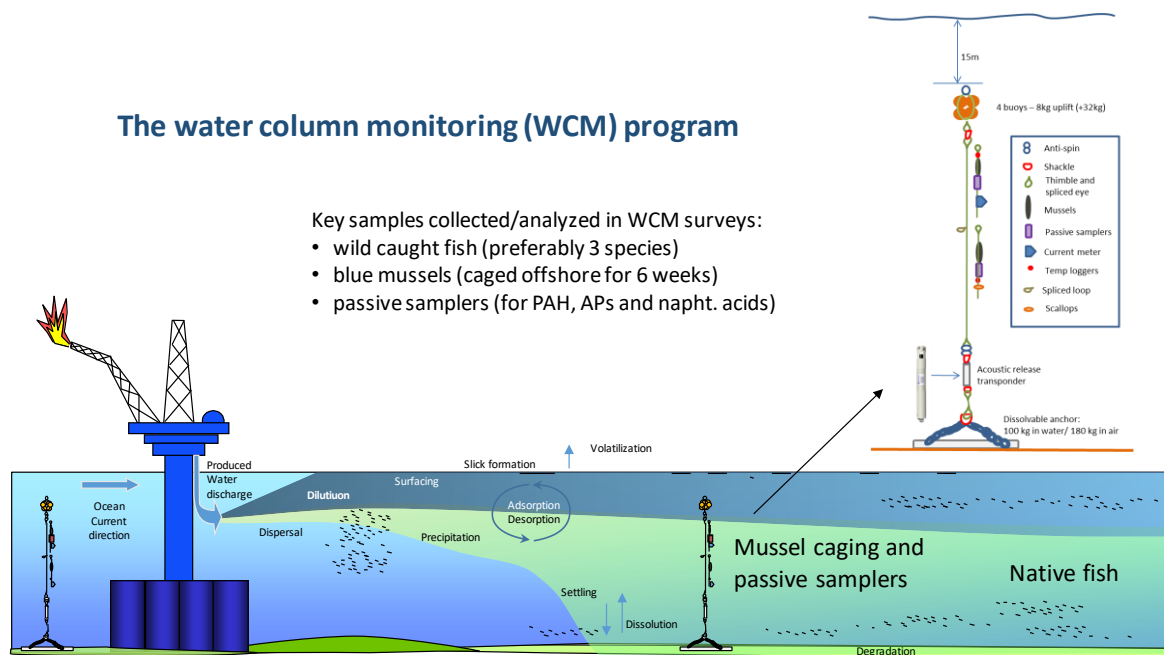 The water column monitoring (WCM) program
Key samples collected/analyzed in WCM surveys:
• wild caught fish (preferably 3 species)
• blue mussels (caged offshore for 6 weeks)
• passive samplers (for PAH, APs and napht. acids)
15m
4 buoys – 8kg uplift (+32kg)
Anti-spin
Shackle
Thimble and
spliced eye
Mussels
Passive samplers
Current meter
Temp loggers
Spliced loop
Scallops
Acoustic release
transponder
Dissolvable anchor:
100 kg in water/ 180 kg in air
Ocean
Current
direction
Produced
Water
discharge
Slick formation
Volatilization
Surfacing
Dilutiuon
Adsorption
Desorption
Dispersal
Precipitation
Settling
Dissolution
Mussel caging and
passive samplers
Native fish
Degradation